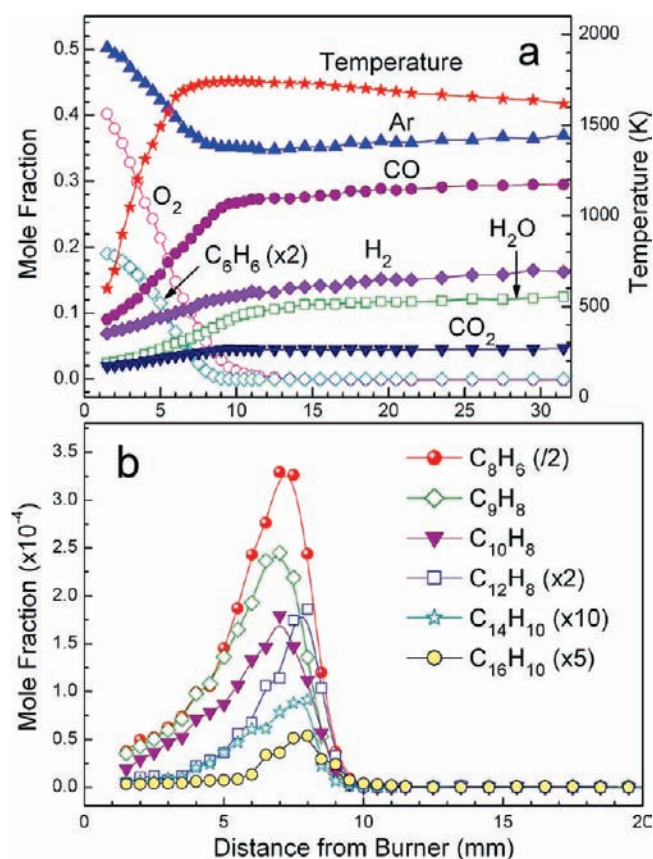 a
Mole Fraction
0.5
0.4
0.3
0.2
0.1
0.0
2000
1500
1000
500
0
Temperature (K)
Temperature
Ar
O₂
CO
C₆H₆ (x2)
H₂
H₂O
CO₂
0 5 10 15 20 25 30
b
Mole Fraction (×10⁻⁴)
3.5
3.0
2.5
2.0
1.5
1.0
0.5
0.0
C₈H₆ (/2)
C₉H₈
C₁₀H₈
C₁₂H₈ (x2)
C₁₄H₁₀ (x10)
C₁₆H₁₀ (x5)
0 5 10 15 20
Distance from Burner (mm)